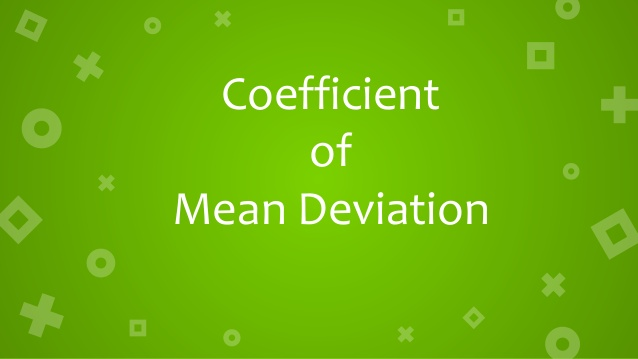 Coefficient
of
Mean Deviation